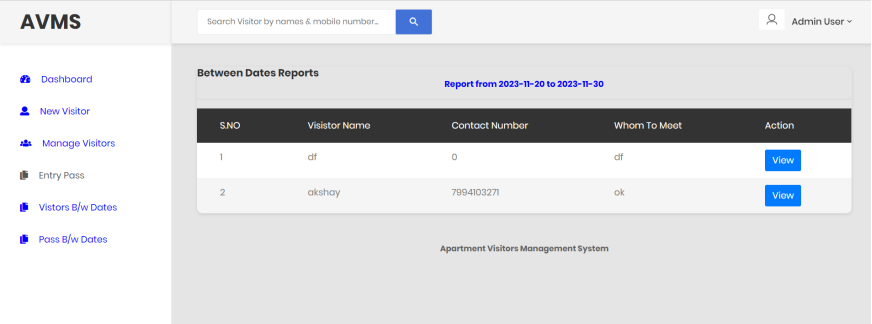 AVMS
Search Visitor by names & mobile number...
Admin User
Dashboard
New Visitor
Manage Visitors
Entry Pass
Vistors B/w Dates
Pass B/w Dates
Between Dates Reports
Report from 2023-11-20 to 2023-11-30
S.NO Visistor Name Contact Number Whom To Meet Action
1 df 0 df View
2 akshay 7994103271 ok View
Apartment Visitors Management System